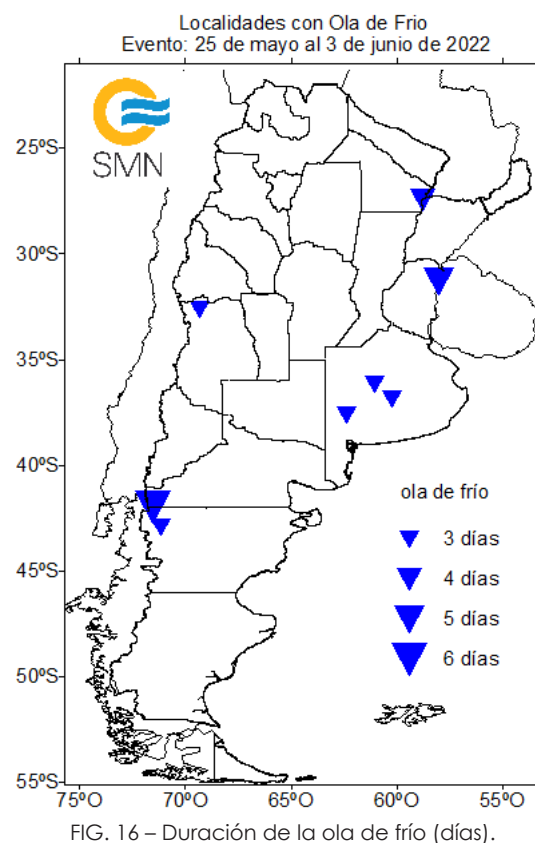 Localidades con Ola de Frio
Evento: 25 de mayo al 3 de junio de 2022
SMN
25ºS
30ºS
35ºS
40ºS
45ºS
50ºS
55ºS
ola de frío
3 días
4 días
5 días
6 días
75ºO 70ºO 65ºO 60ºO 55ºO
FIG. 16 – Duración de la ola de frío (días).